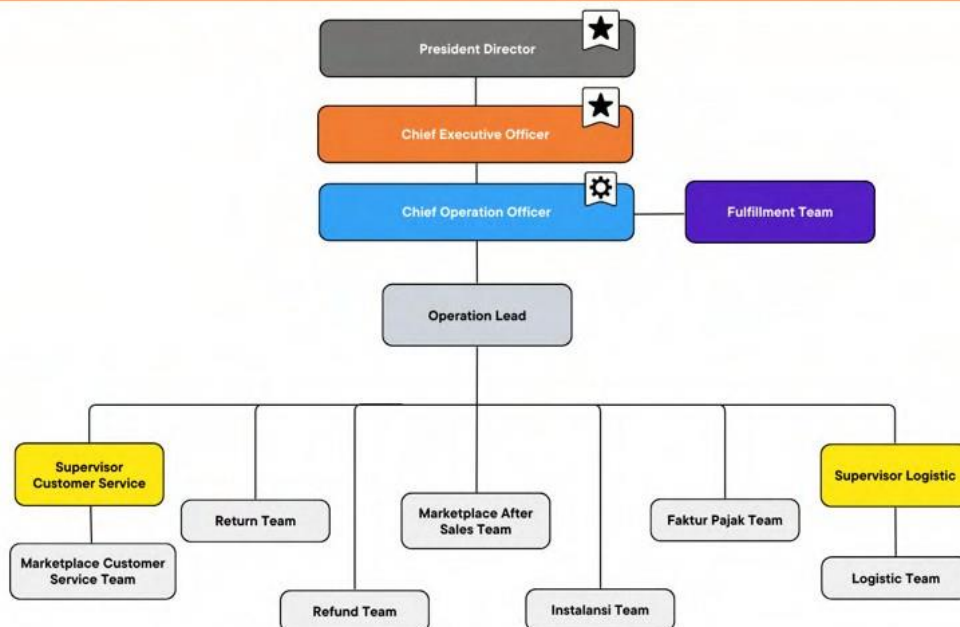 President Director
Chief Executive Officer
Chief Operation Officer
Fulfillment Team
Operation Lead
Supervisor
Customer Service
Supervisor Logistic
Return Team
Marketplace After
Sales Team
Faktur Pajak Team
Marketplace Customer
Service Team
Logistic Team
Refund Team
Instalansi Team